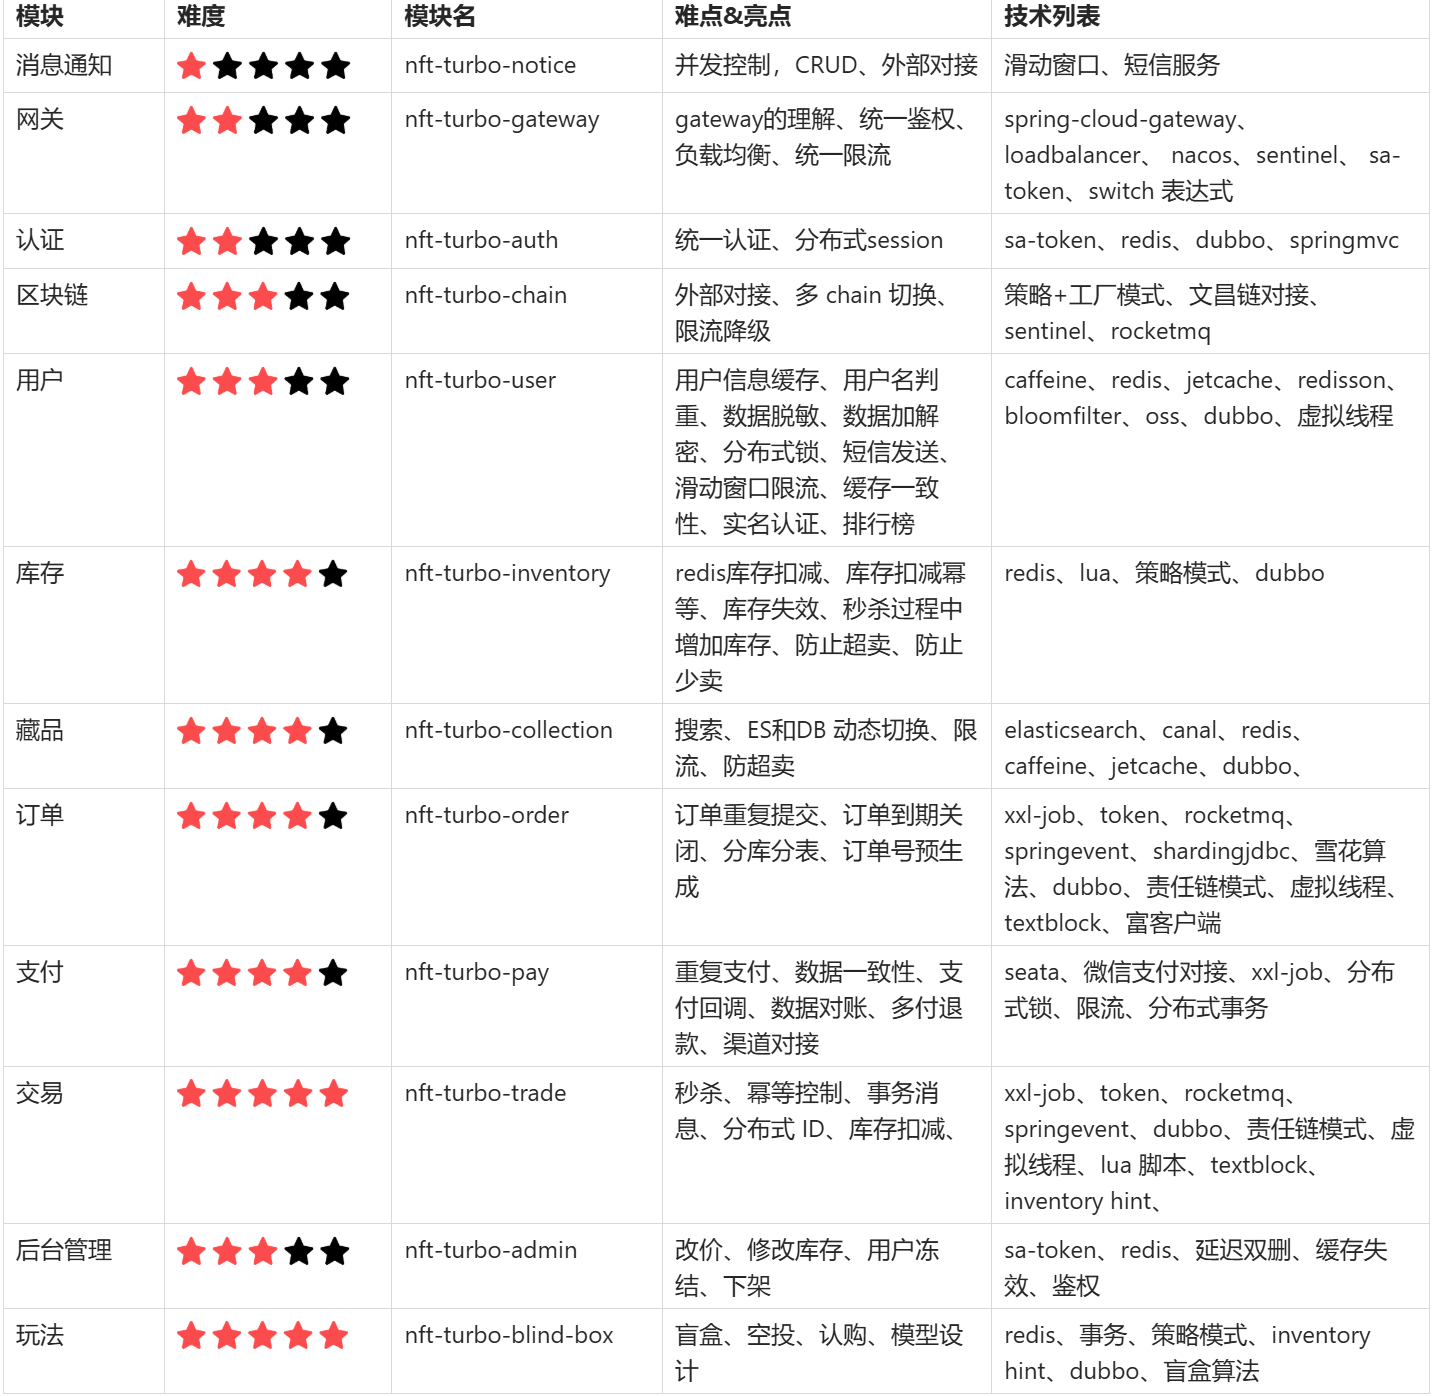 模块 难度 模块名 难点&亮点 技术列表
消息通知 nft-turbo-notice 并发控制，CRUD、外部对接 滑动窗口、短信服务
网关 nft-turbo-gateway gateway的理解、统一鉴权、 spring-cloud-gateway、
负载均衡、统一限流 loadbalancer、 nacos、sentinel、 sa-
token、switch 表达式
认证 nft-turbo-auth 统一认证、分布式session sa-token、redis、dubbo、springmvc
区块链 nft-turbo-chain 外部对接、多 chain 切换、 策略+工厂模式、文昌链对接、
限流降级 sentinel、rocketmq
用户 nft-turbo-user 用户信息缓存、用户名判 caffeine、redis、jetcache、redisson、
重、数据脱敏、数据加解 bloomfilter、oss、dubbo、虚拟线程
密、分布式锁、短信发送、
滑动窗口限流、缓存一致
性、实名认证、排行榜
库存 nft-turbo-inventory redis库存扣减、库存扣减幂 redis、lua、策略模式、dubbo
等、库存失效、秒杀过程中
增加库存、防止超卖、防止
少卖
藏品 nft-turbo-collection 搜索、ES和DB 动态切换、限 elasticsearch、canal、redis、
流、防超卖 caffeine、jetcache、dubbo、
订单 nft-turbo-order 订单重复提交、订单到期关 xxl-job、token、rocketmq、
闭、分库分表、订单号预生 springevent、shardingjdbc、雪花算
成 法、dubbo、责任链模式、虚拟线程、
textblock、富客户端
支付 nft-turbo-pay 重复支付、数据一致性、支 seata、微信支付对接、xxl-job、分布
付回调、数据对账、多付退 式锁、限流、分布式事务
款、渠道对接
交易 nft-turbo-trade 秒杀、幂等控制、事务消 xxl-job、token、rocketmq、
息、分布式 ID、库存扣减、 springevent、dubbo、责任链模式、虚
拟线程、lua 脚本、textblock、
inventory hint、
后台管理 nft-turbo-admin 改价、修改库存、用户冻 sa-token、redis、延迟双删、缓存失
结、下架 效、鉴权
玩法 nft-turbo-blind-box 盲盒、空投、认购、模型设 redis、事务、策略模式、inventory
计 hint、dubbo、盲盒算法